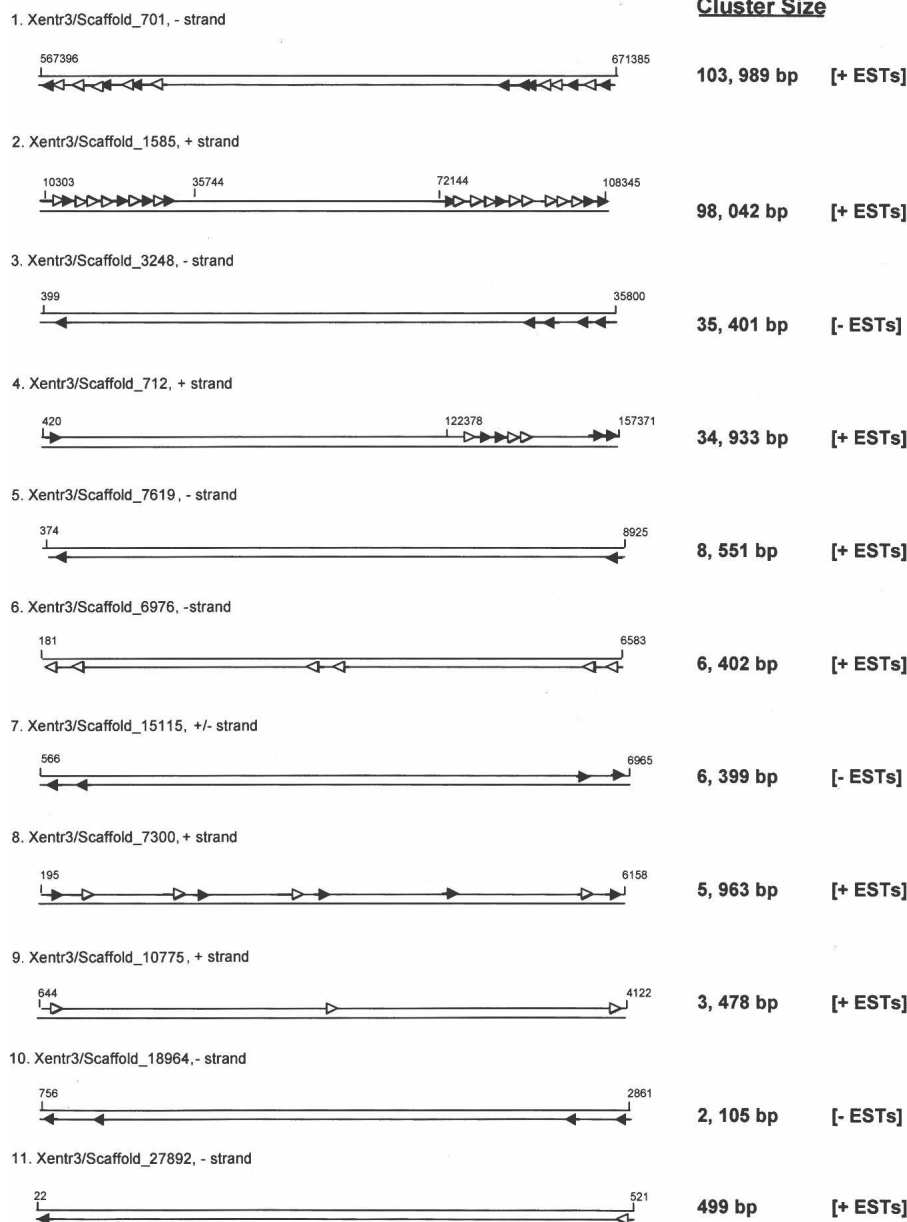 Cluster Size
1. Xentr3/Scaffold_701, - strand
567396 671385
103, 989 bp [+ ESTs]
2. Xentr3/Scaffold_1585, + strand
10303 35744 72144 108345
98, 042 bp [+ ESTs]
3. Xentr3/Scaffold_3248, - strand
399 35800
35, 401 bp [- ESTs]
4. Xentr3/Scaffold_712, + strand
420 122378 157371
34, 933 bp [+ ESTs]
5. Xentr3/Scaffold_7619, - strand
374 8925
8, 551 bp [+ ESTs]
6. Xentr3/Scaffold_6976, -strand
181 6583
6, 402 bp [+ ESTs]
7. Xentr3/Scaffold_15115, +/- strand
566 6965
6, 399 bp [- ESTs]
8. Xentr3/Scaffold_7300, + strand
195 6158
5, 963 bp [+ ESTs]
9. Xentr3/Scaffold_10775, + strand
644 4122
3, 478 bp [+ ESTs]
10. Xentr3/Scaffold_18964,- strand
756 2861
2, 105 bp [- ESTs]
11. Xentr3/Scaffold_27892, - strand
22 521
499 bp [+ ESTs]